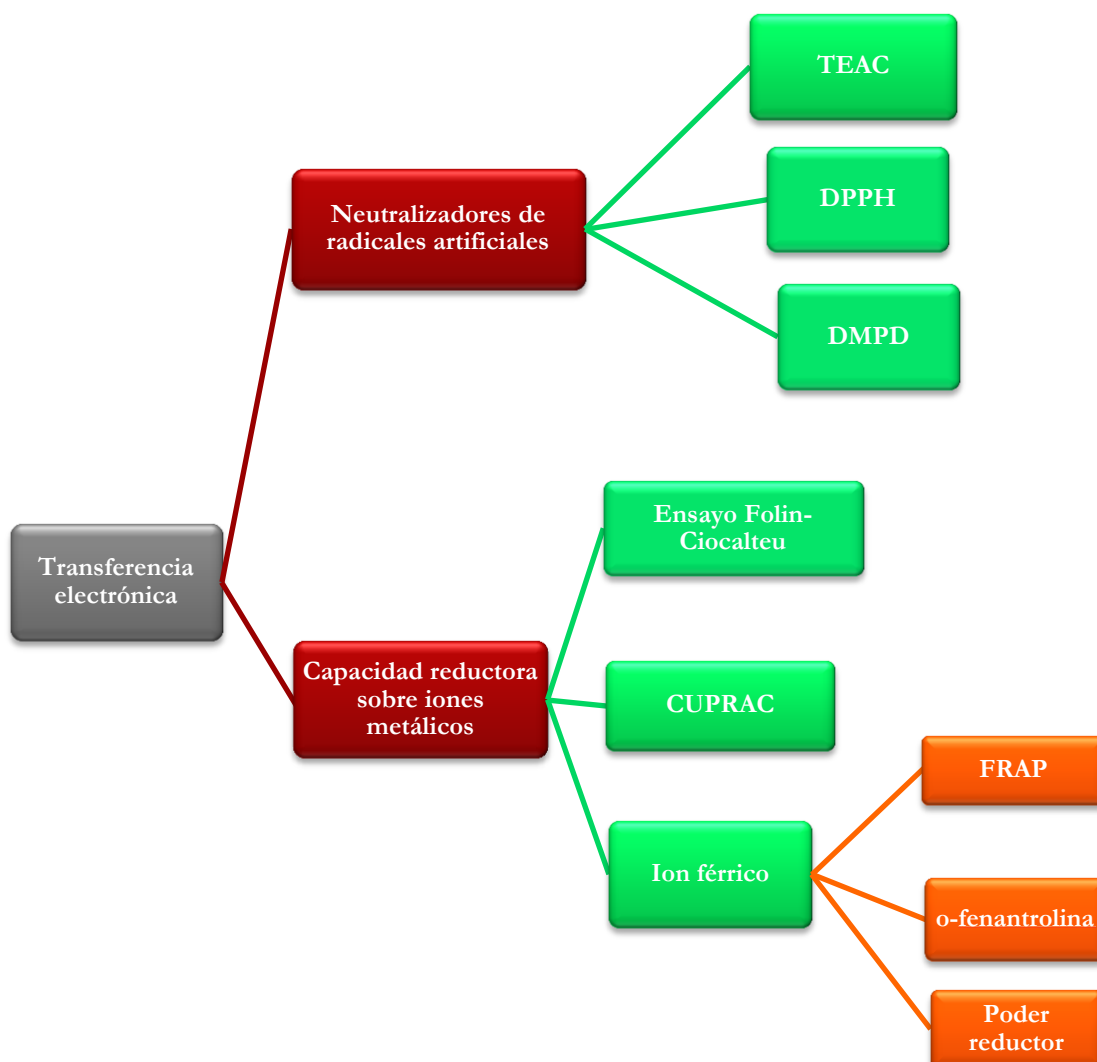 TEAC
Neutralizadores de
radicales artificiales
DPPH
DMPD
Transferencia
electrónica
Ensayo Folin-
Ciocalteu
Capacidad reductora
sobre iones
metálicos
CUPRAC
Ion férrico
FRAP
o-fenantrolina
Poder
reductor